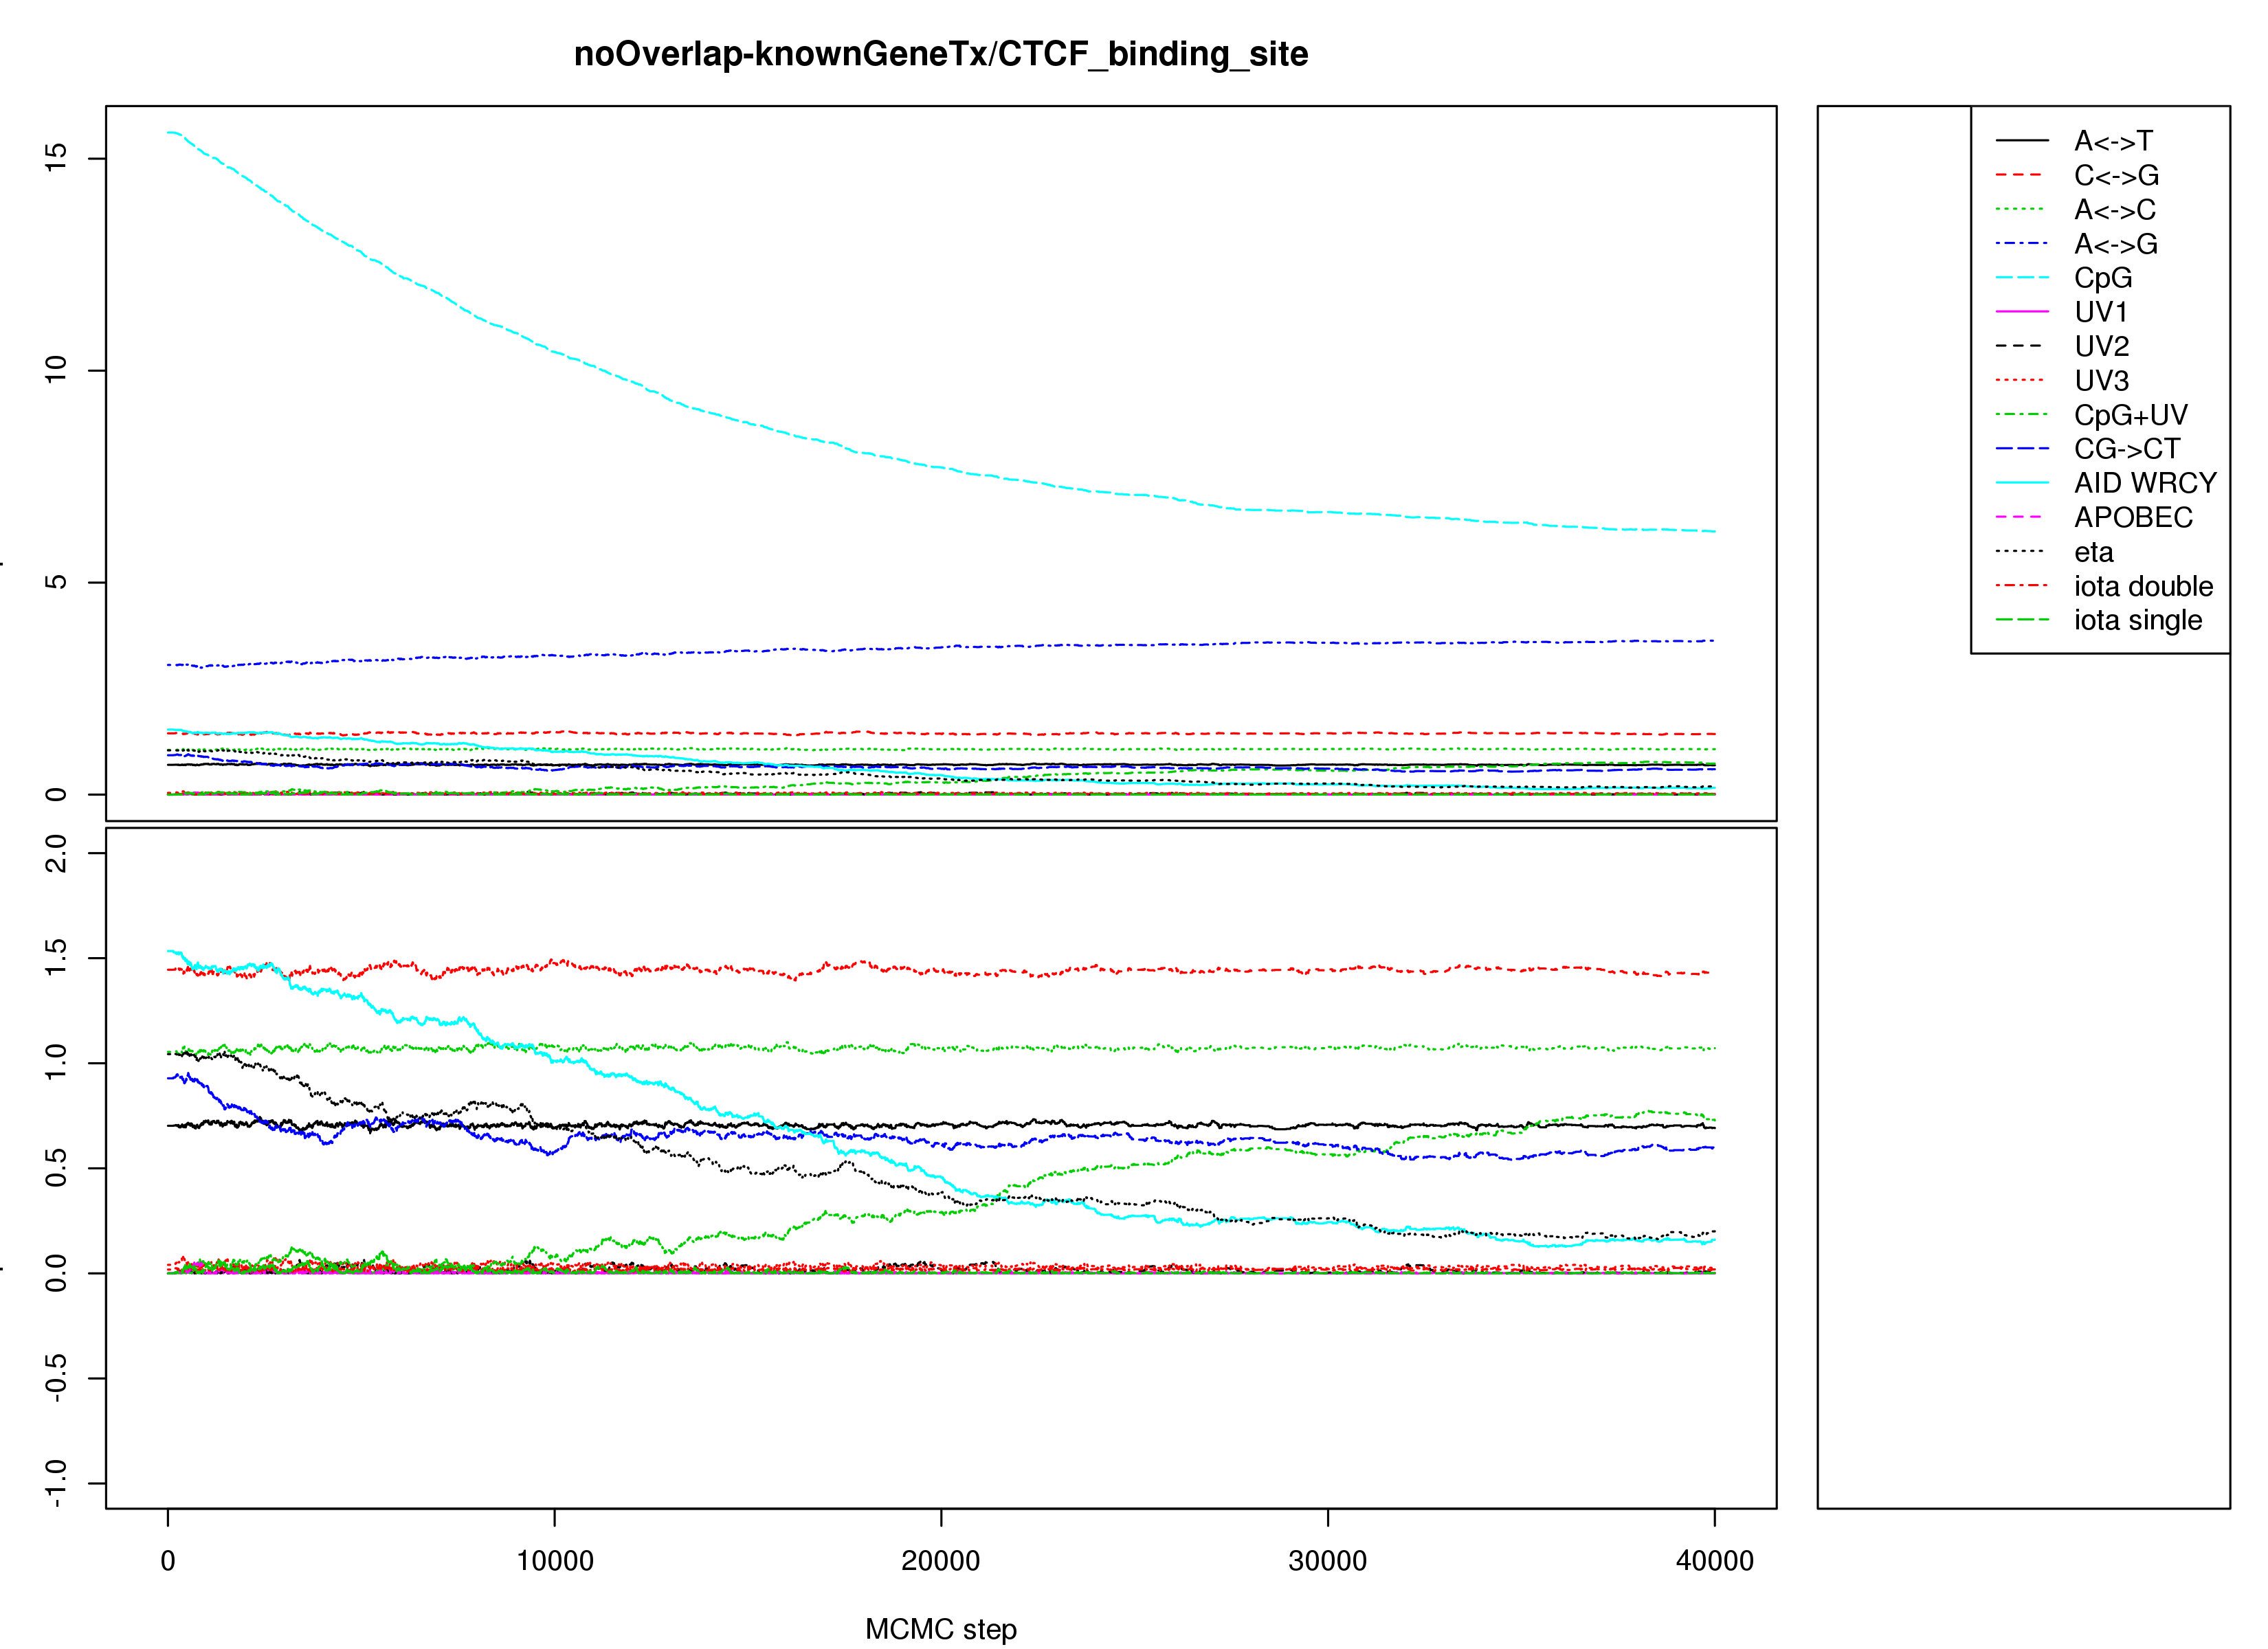 noOverlap-knownGeneTx/CTCF_binding_site
15
10
5
0
A<->T
C<->G
A<->C
A<->G
CpG
UV1
UV2
UV3
CpG+UV
CG->CT
AID WRCY
APOBEC
eta
iota double
iota single
2.0
1.5
1.0
0.5
0.0
-0.5
-1.0
0 10000 20000 30000 40000
MCMC step